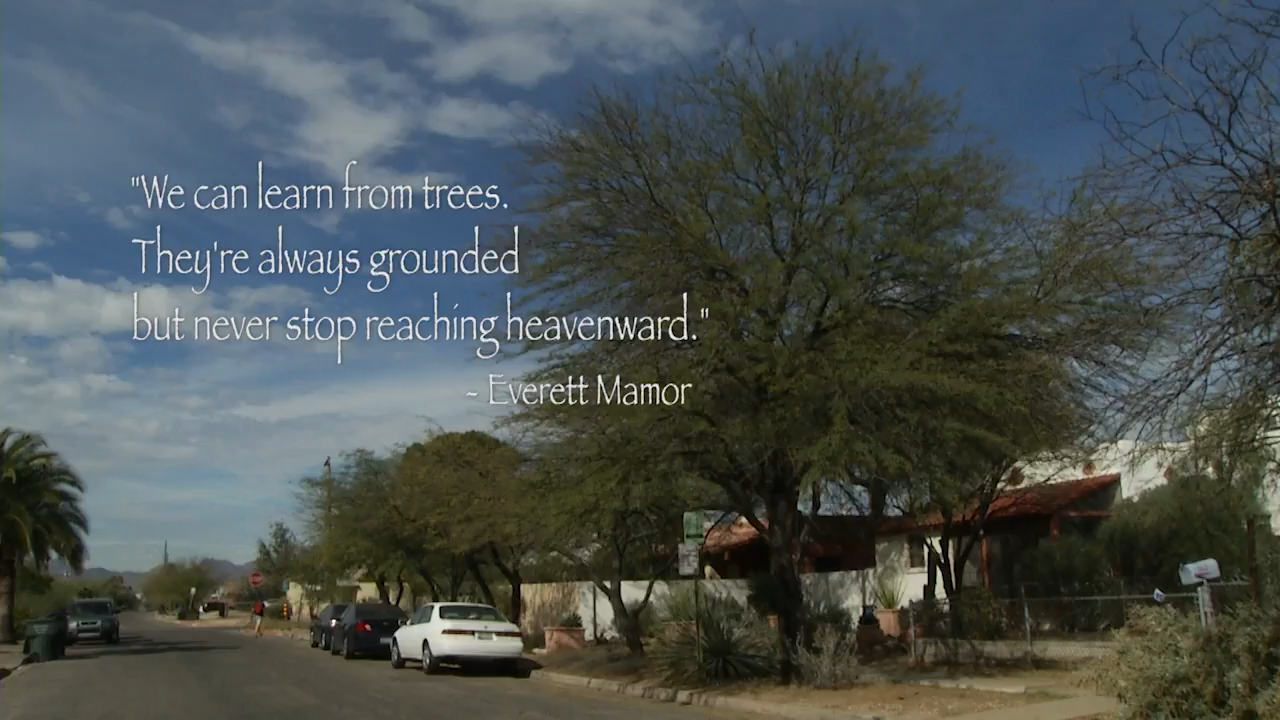 "We can learn from trees.
They're always grounded
but never stop reaching heavenward."
~ Everett Mamor